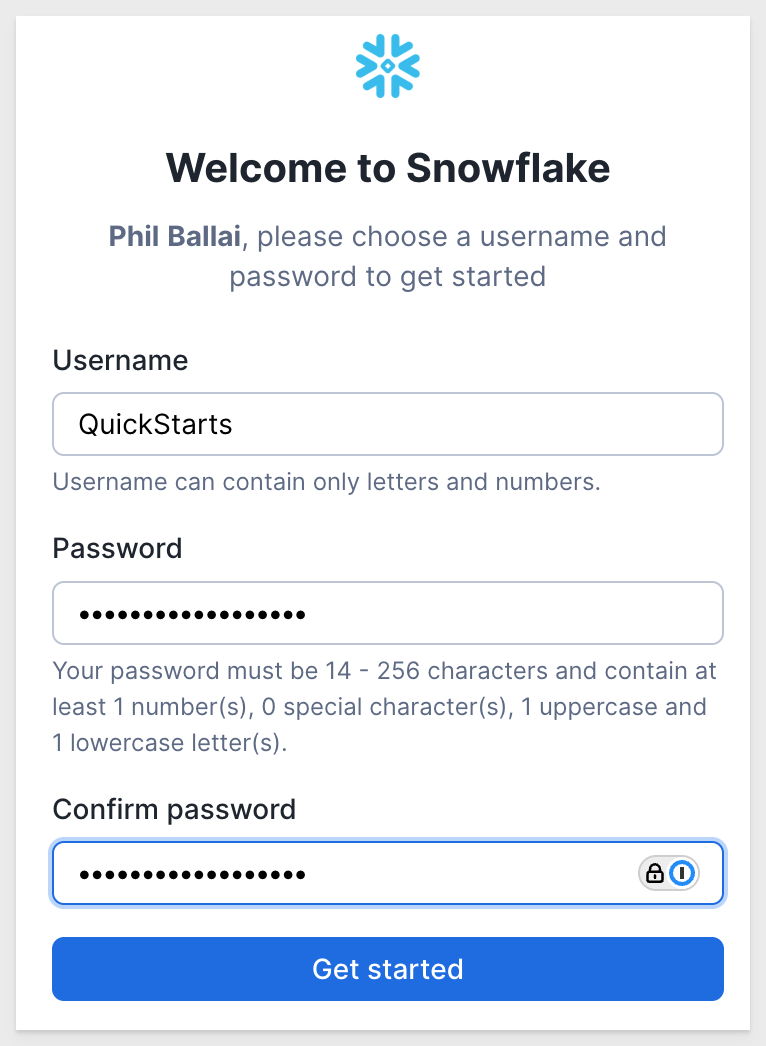 Welcome to Snowflake
Phil Ballai, please choose a username and
password to get started
Username
QuickStarts
Username can contain only letters and numbers.
Password
••••••••••••••••••
Your password must be 14 - 256 characters and contain at
least 1 number(s), 0 special character(s), 1 uppercase and
1 lowercase letter(s).
Confirm password
••••••••••••••••••
Get started